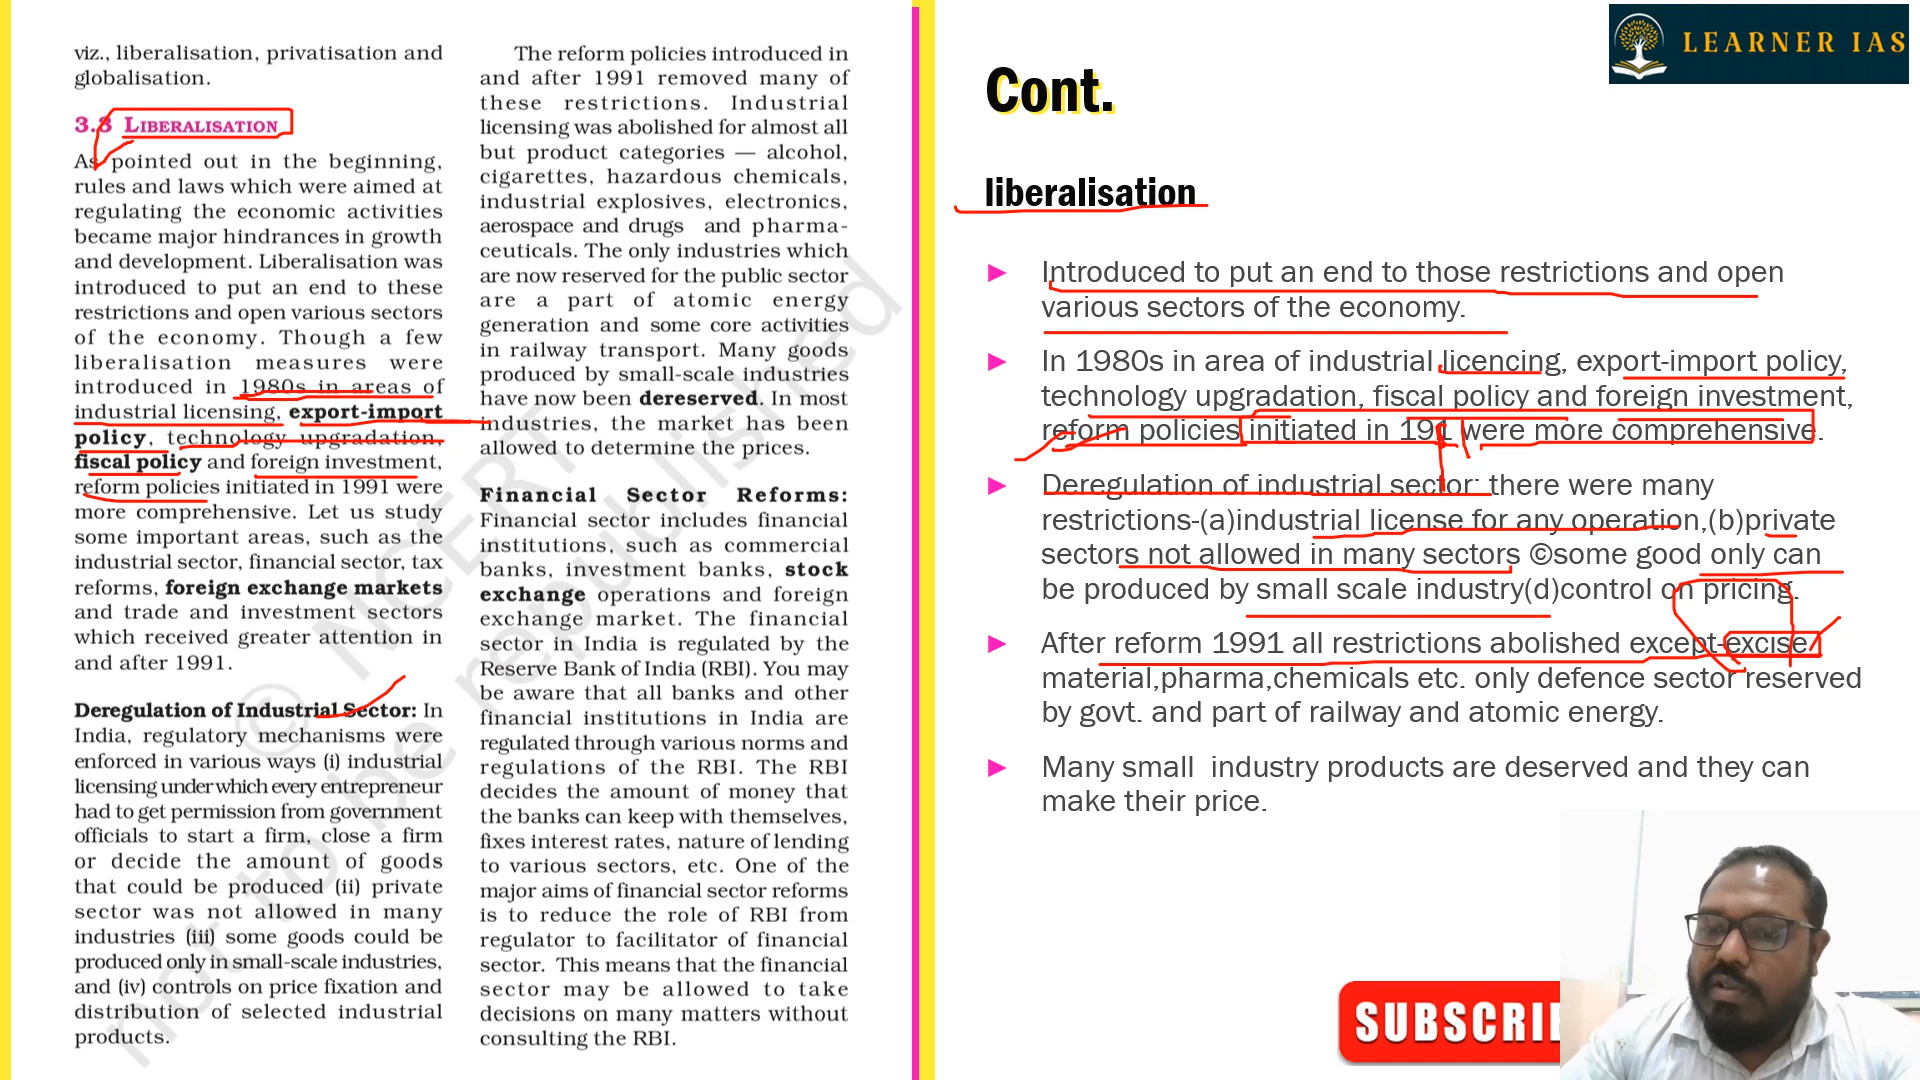 viz., liberalisation, privatisation and
globalisation.
3.3 LIBERALISATION
As pointed out in the beginning,
rules and laws which were aimed at
regulating the economic activities
became major hindrances in growth
and development. Liberalisation was
introduced to put an end to these
restrictions and open various sectors
of the economy. Though a few
liberalisation measures were
introduced in 1980s in areas of
industrial licensing, export-import
policy, technology upgradation,
fiscal policy and foreign investment,
reform policies initiated in 1991 were
more comprehensive. Let us study
some important areas, such as the
industrial sector, financial sector, tax
reforms, foreign exchange markets
and trade and investment sectors
which received greater attention in
and after 1991.
Deregulation of Industrial Sector: In
India, regulatory mechanisms were
enforced in various ways (i) industrial
licensing under which every entrepreneur
had to get permission from government
officials to start a firm, close a firm
or decide the amount of goods
that could be produced (ii) private
sector was not allowed in many
industries (iii) some goods could be
produced only in small-scale industries,
and (iv) controls on price fixation and
distribution of selected industrial
products.
The reform policies introduced in
and after 1991 removed many of
these restrictions. Industrial
licensing was abolished for almost all
but product categories — alcohol,
cigarettes, hazardous chemicals,
industrial explosives, electronics,
aerospace and drugs and pharma-
ceuticals. The only industries which
are now reserved for the public sector
are a part of atomic energy
generation and some core activities
in railway transport. Many goods
produced by small-scale industries
have now been dereserved. In most
industries, the market has been
allowed to determine the prices.
Financial Sector Reforms:
Financial sector includes financial
institutions, such as commercial
banks, investment banks, stock
exchange operations and foreign
exchange market. The financial
sector in India is regulated by the
Reserve Bank of India (RBI). You may
be aware that all banks and other
financial institutions in India are
regulated through various norms and
regulations of the RBI. The RBI
decides the amount of money that
the banks can keep with themselves,
fixes interest rates, nature of lending
to various sectors, etc. One of the
major aims of financial sector reforms
is to reduce the role of RBI from
regulator to facilitator of financial
sector. This means that the financial
sector may be allowed to take
decisions on many matters without
consulting the RBI.
© NCERT
not to be republished
LEARNER IAS
Cont.
liberalisation
Introduced to put an end to those restrictions and open
various sectors of the economy.
In 1980s in area of industrial licencing, export-import policy,
technology upgradation, fiscal policy and foreign investment,
reform policies initiated in 191 were more comprehensive.
Deregulation of industrial sector: there were many
restrictions-(a)industrial license for any operation,(b)private
sectors not allowed in many sectors ©some good only can
be produced by small scale industry(d)control on pricing.
After reform 1991 all restrictions abolished except-excise
material,pharma,chemicals etc. only defence sector reserved
by govt. and part of railway and atomic energy.
Many small industry products are deserved and they can
make their price.
SUBSCRI